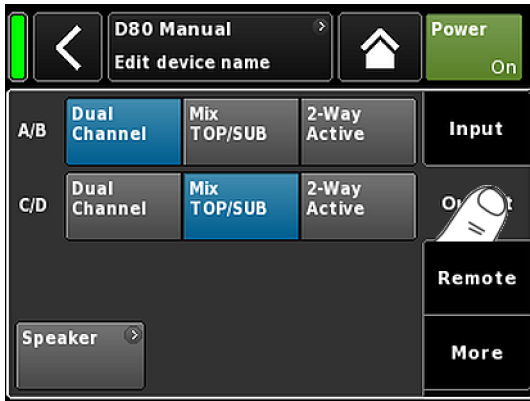 D80 Manual
Edit device name
Power
On
A/B
Dual
Channel
Mix
TOP/SUB
2-Way
Active
Input
C/D
Dual
Channel
Mix
TOP/SUB
2-Way
Active
Remote
Speaker
More